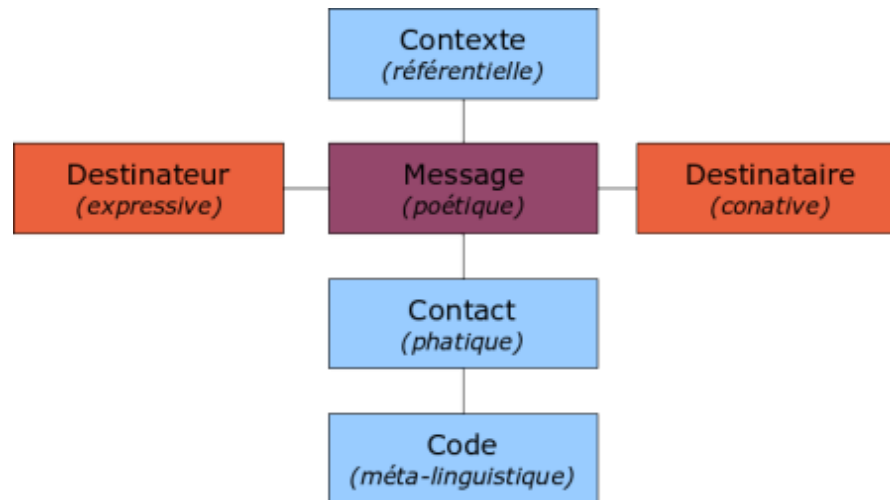 Contexte
(référentielle)
Destinateur
(expressive)
Message
(poétique)
Destinataire
(conative)
Contact
(phatique)
Code
(méta-linguistique)